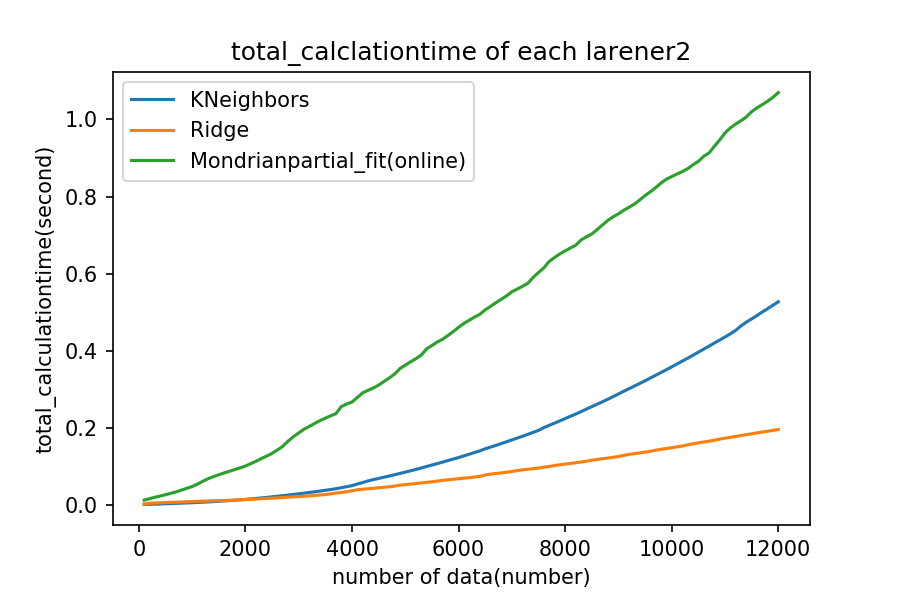 total_calclationtime of each larener2
KNeighbors
Ridge
Mondrianpartial_fit(online)
total_calculationtime(second)
1.0
0.8
0.6
0.4
0.2
0.0
0 2000 4000 6000 8000 10000 12000
number of data(number)